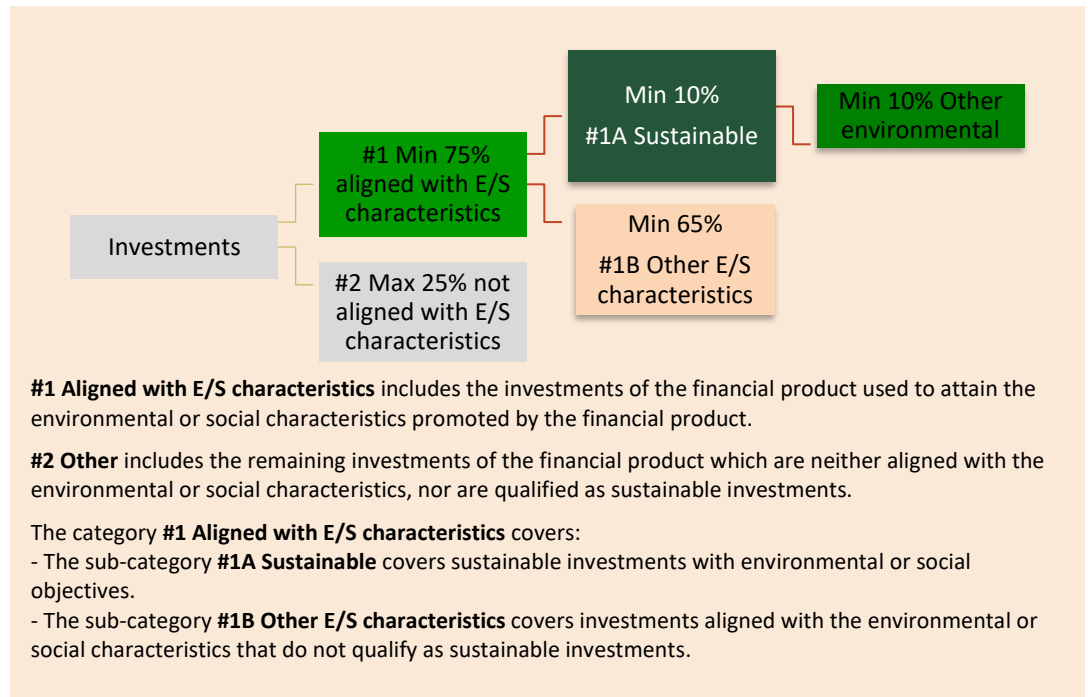 Min 10%
#1A Sustainable
Min 10% Other
environmental
#1 Min 75%
aligned with E/S
characteristics
Min 65%
#1B Other E/S
characteristics
Investments
#2 Max 25% not
aligned with E/S
characteristics
#1 Aligned with E/S characteristics includes the investments of the financial product used to attain the
environmental or social characteristics promoted by the financial product.
#2 Other includes the remaining investments of the financial product which are neither aligned with the
environmental or social characteristics, nor are qualified as sustainable investments.
The category #1 Aligned with E/S characteristics covers:
- The sub-category #1A Sustainable covers sustainable investments with environmental or social
objectives.
- The sub-category #1B Other E/S characteristics covers investments aligned with the environmental or
social characteristics that do not qualify as sustainable investments.